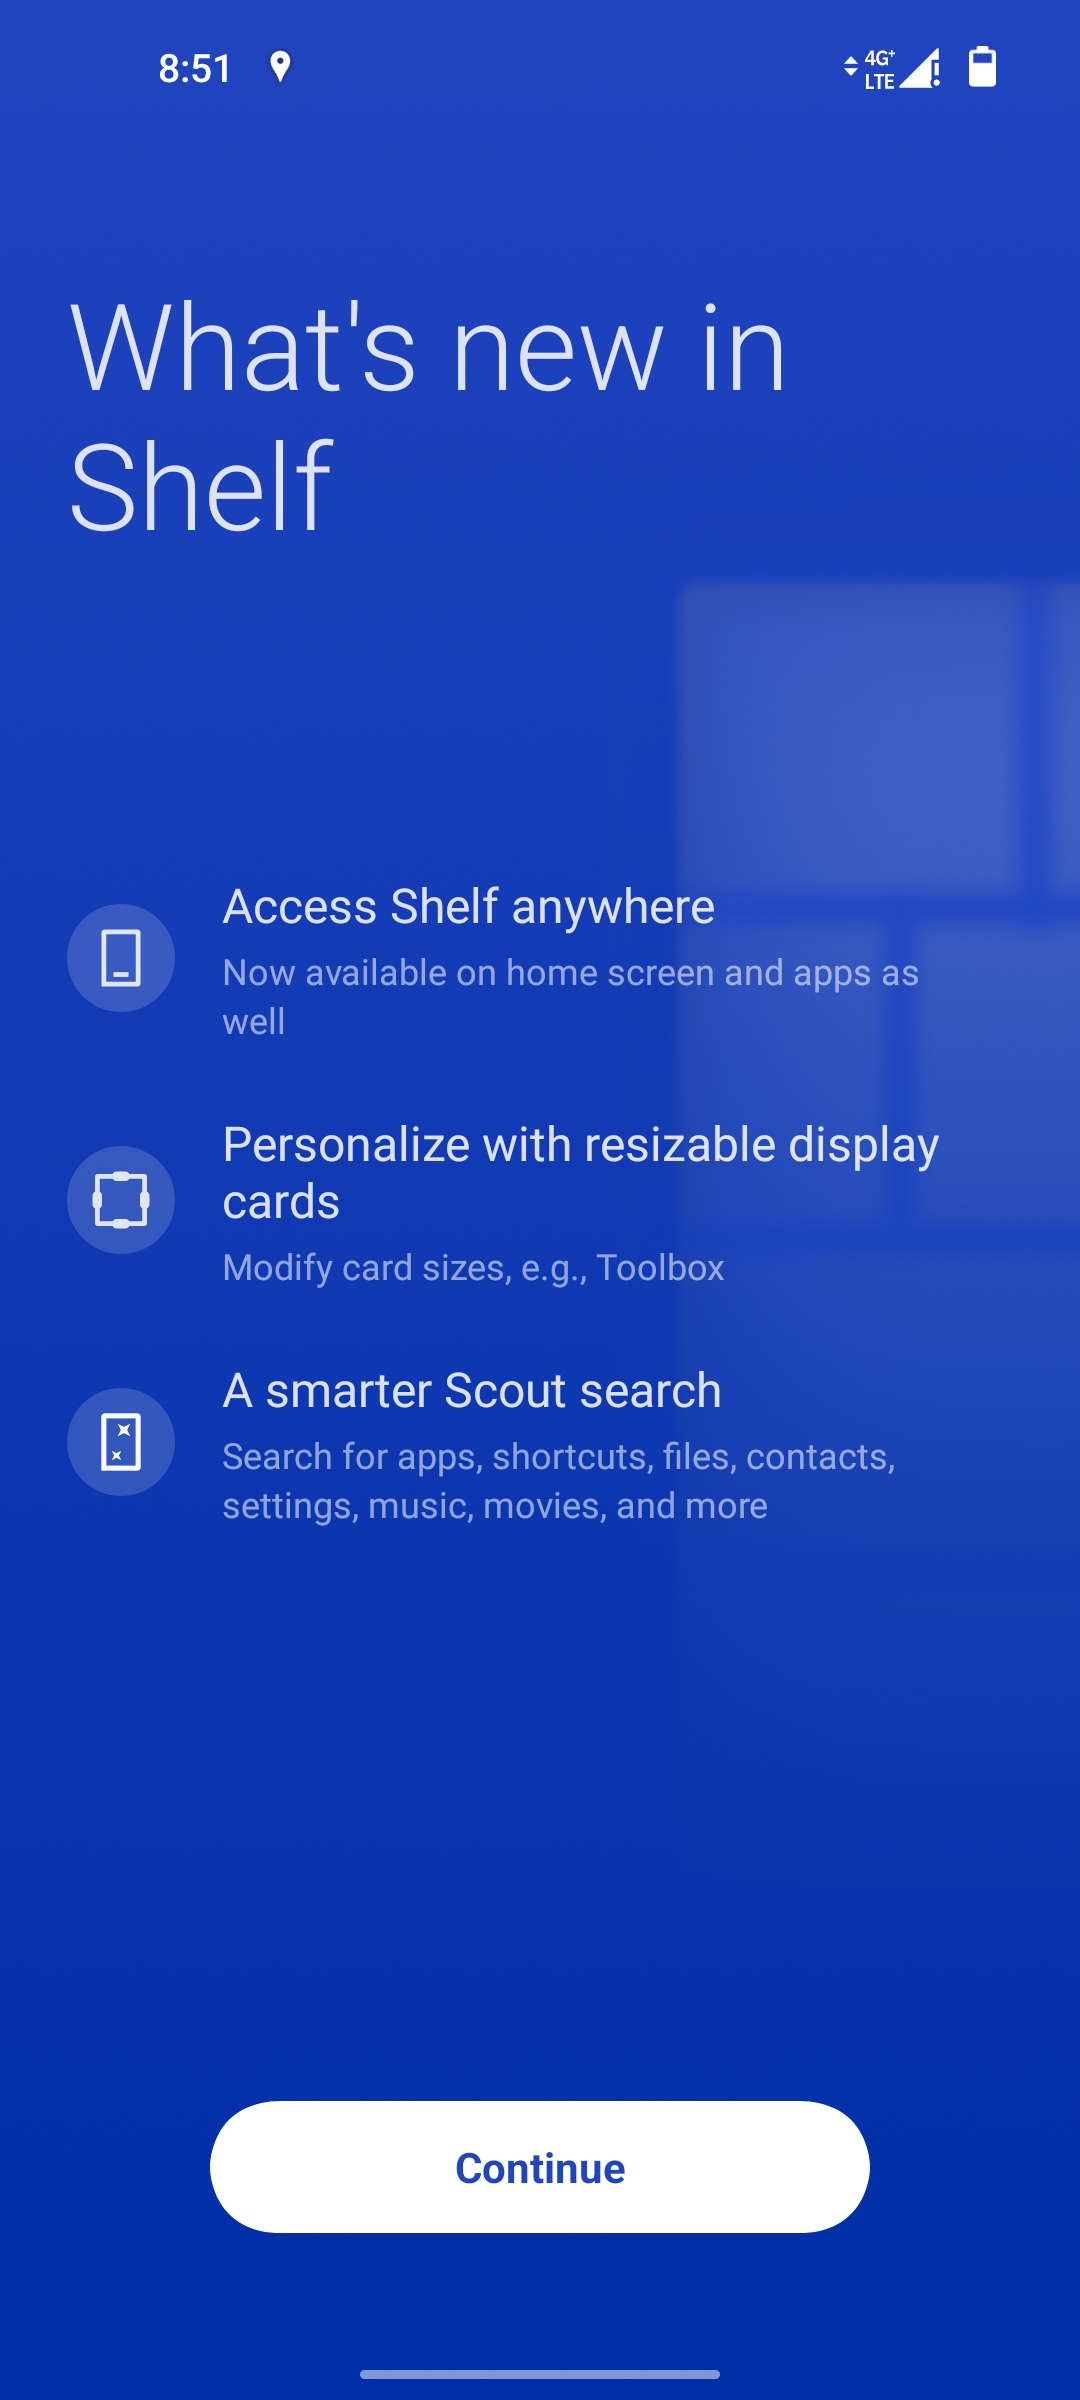 8:51
4G+
LTE
What's new in
Shelf
Access Shelf anywhere
Now available on home screen and apps as
well
Personalize with resizable display
cards
Modify card sizes, e.g., Toolbox
A smarter Scout search
Search for apps, shortcuts, files, contacts,
settings, music, movies, and more
Continue